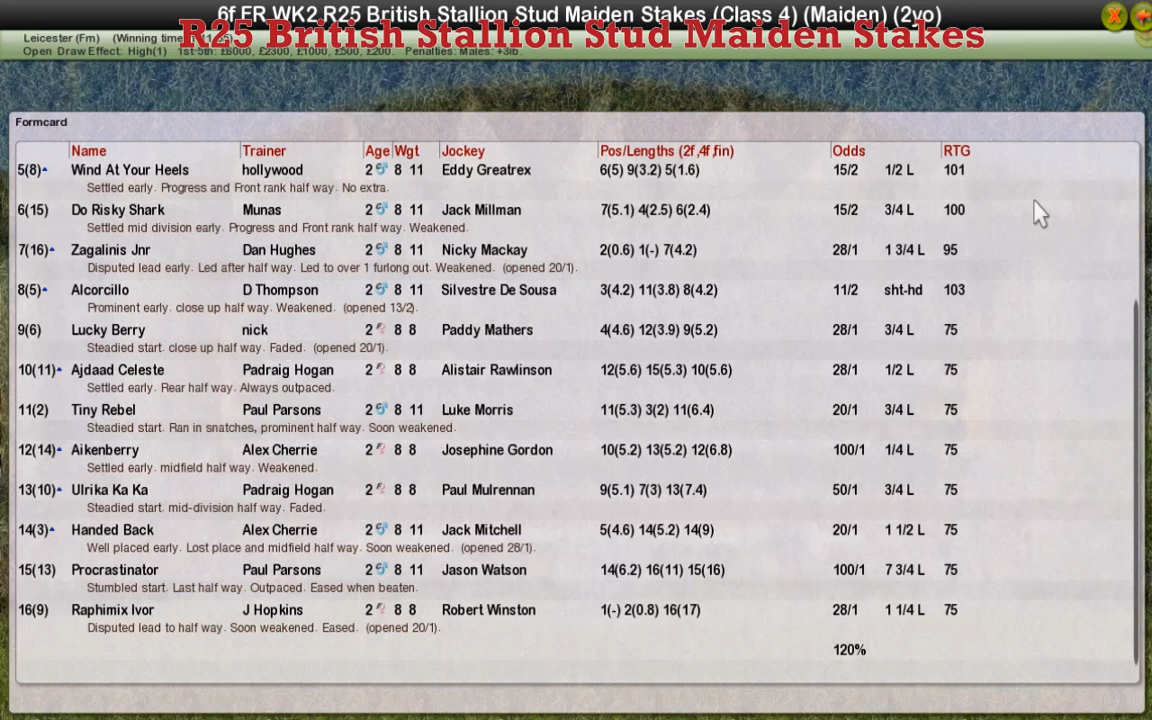 6f FR WK2 R25 British Stallion Stud Maiden Stakes (Class 4) (Maiden) (2yo)
R25 British Stallion Stud Maiden Stakes
Leicester (Fm) (Winning time
Open Draw Effect: High(1) 1st-5th: £6000, £2300, £1000, £500, £200. Penalties: Males: +3lb.
Formcard
Name Trainer Age Wgt Jockey Pos/Lengths (2f,4f,fin) Odds RTG
5(8) Wind At Your Heels hollywood 2 8 11 Eddy Greatrex 6(5) 9(3.2) 5(1.6) 15/2 1/2 L 101
Settled early. Progress and Front rank half way. No extra.
6(15) Do Risky Shark Munas 2 8 11 Jack Millman 7(5.1) 4(2.5) 6(2.4) 15/2 3/4 L 100
Settled mid division early. Progress and Front rank half way. Weakened.
7(16) Zagalinis Jnr Dan Hughes 2 8 11 Nicky Mackay 2(0.6) 1(-) 7(4.2) 28/1 1 3/4 L 95
Disputed lead early. Led after half way. Led to over 1 furlong out. Weakened. (opened 20/1).
8(5) Alcorcillo D Thompson 2 8 11 Silvestre De Sousa 3(4.2) 11(3.8) 8(4.2) 11/2 sht-hd 103
Prominent early. close up half way. Weakened. (opened 13/2).
9(6) Lucky Berry nick 2 8 8 Paddy Mathers 4(4.6) 12(3.9) 9(5.2) 28/1 3/4 L 75
Steadied start. close up half way. Faded. (opened 20/1).
10(11) Ajdaad Celeste Padraig Hogan 2 8 8 Alistair Rawlinson 12(5.6) 15(5.3) 10(5.6) 28/1 1/2 L 75
Settled early. Rear half way. Always outpaced.
11(2) Tiny Rebel Paul Parsons 2 8 11 Luke Morris 11(5.3) 3(2) 11(6.4) 20/1 3/4 L 75
Steadied start. Ran in snatches, prominent half way. Soon weakened.
12(14) Aikenberry Alex Cherrie 2 8 8 Josephine Gordon 10(5.2) 13(5.2) 12(6.8) 100/1 1/4 L 75
Settled early. midfield half way. Weakened.
13(10) Ulrika Ka Ka Padraig Hogan 2 8 8 Paul Mulrennan 9(5.1) 7(3) 13(7.4) 50/1 3/4 L 75
Steadied start. mid-division half way. Faded.
14(3) Handed Back Alex Cherrie 2 8 11 Jack Mitchell 5(4.6) 14(5.2) 14(9) 20/1 1 1/2 L 75
Well placed early. Lost place and midfield half way. Soon weakened. (opened 28/1).
15(13) Procrastinator Paul Parsons 2 8 11 Jason Watson 14(6.2) 16(11) 15(16) 100/1 7 3/4 L 75
Stumbled start. Last half way. Outpaced. Eased when beaten.
16(9) Raphimix Ivor J Hopkins 2 8 8 Robert Winston 1(-) 2(0.8) 16(17) 28/1 1 1/4 L 75
Disputed lead to half way. Soon weakened. Eased. (opened 20/1).
120%